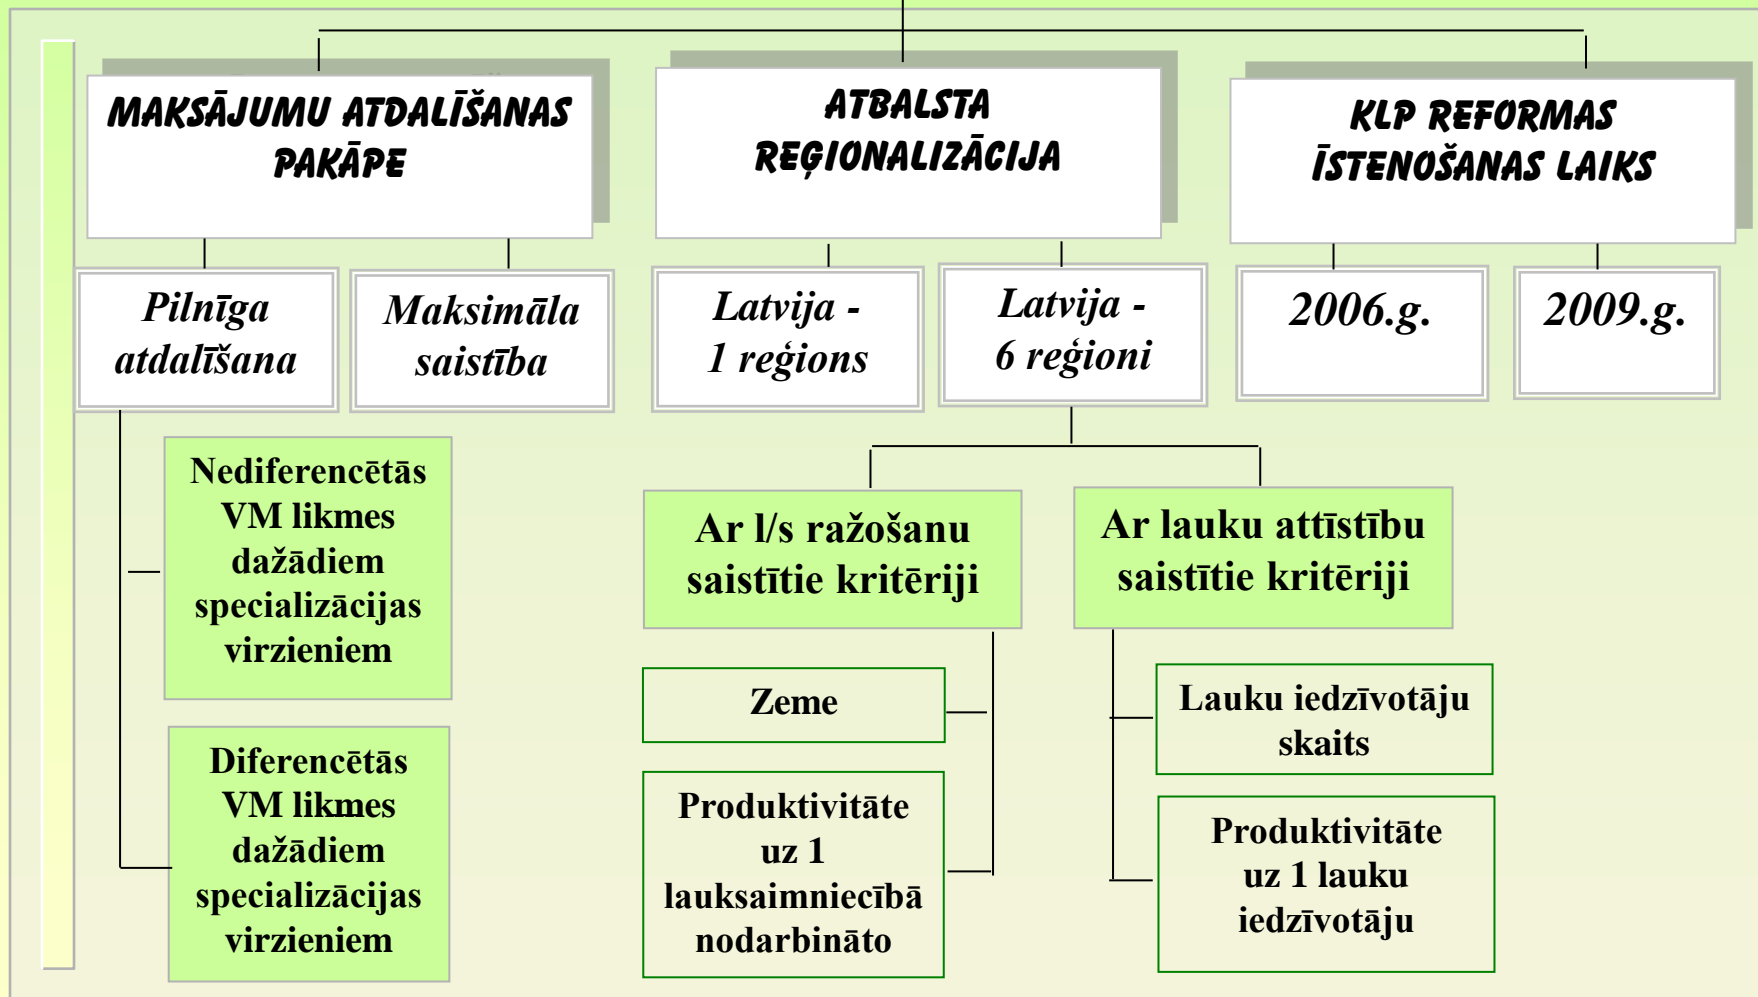 MAKSĀJUMU ATDALĪŠANAS
PAKĀPE
ATBALSTA
REĢIONALIZĀCIJA
KLP REFORMAS
ĪSTENOŠANAS LAIKS
Pilnīga
atdalīšana
Maksimāla
saistība
Latvija -
1 reģions
Latvija -
6 reģioni
2006.g.
2009.g.
Nediferencētās
VM likmes
dažādiem
specializācijas
virzieniem
Diferencētās
VM likmes
dažādiem
specializācijas
virzieniem
Ar l/s ražošanu
saistītie kritēriji
Zeme
Produktivitāte
uz 1
lauksaimniecībā
nodarbināto
Ar lauku attīstību
saistītie kritēriji
Lauku iedzīvotāju
skaits
Produktivitāte
uz 1 lauku
iedzīvotāju